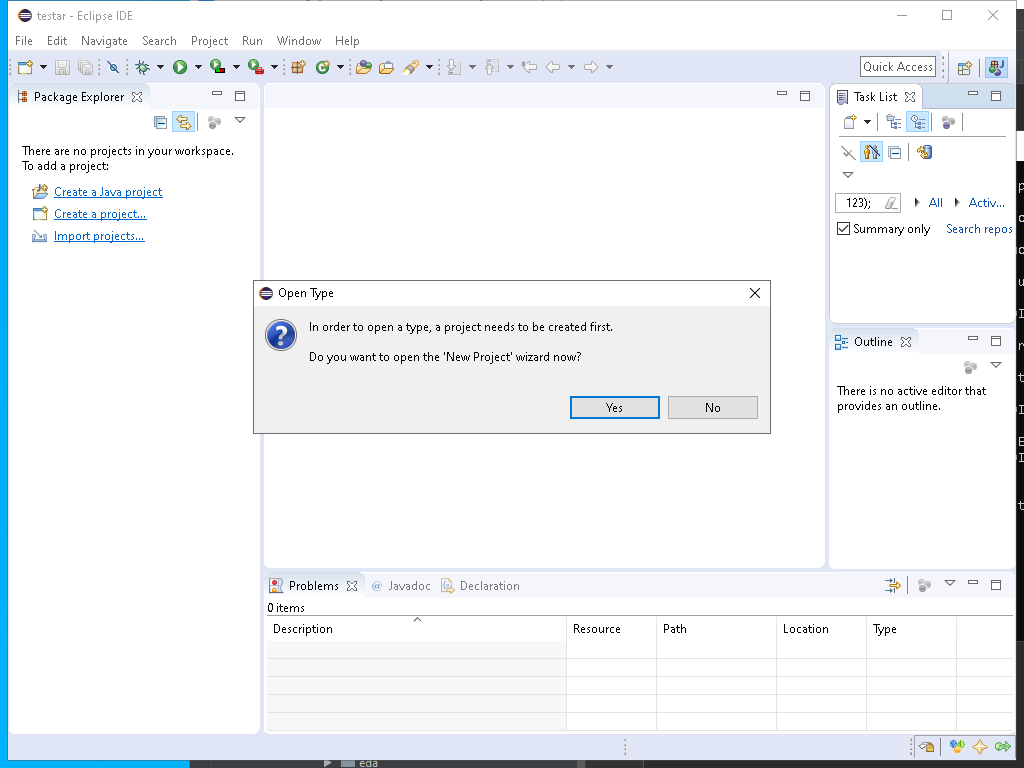 testar - Eclipse IDE
File Edit Navigate Search Project Run Window Help
Quick Access
Package Explorer
There are no projects in your workspace.
To add a project:
Create a Java project
Create a project...
Import projects...
Task List
123);
All
Activ...
Summary only
Search repos
Open Type
In order to open a type, a project needs to be created first.
Do you want to open the 'New Project' wizard now?
Yes
No
Outline
There is no active editor that
provides an outline.
Problems
@ Javadoc
Declaration
0 items
Description Resource Path Location Type
eda